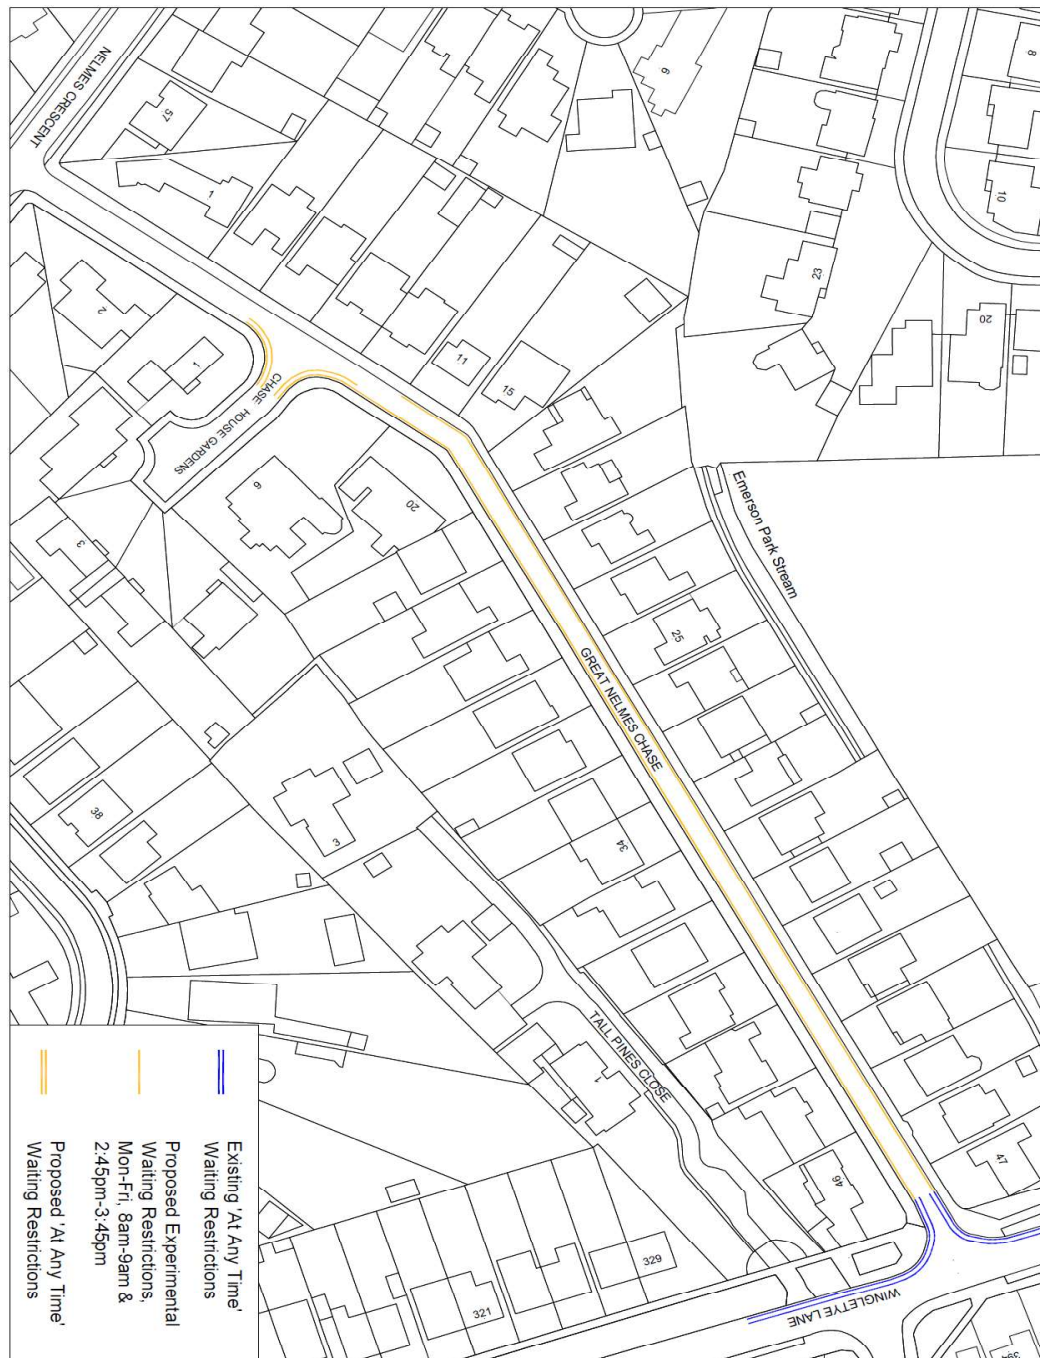 8
9
57
NELMES CRESCENT
1
10
23
20
2
11
1
15
CHASE HOUSE GARDENS
9
20
Emerson Park Stream
3
25
GREAT NELMES CHASE
38
3
34
TALL PINES CLOSE
1
47
46
329
321
WINGLETYE LANE
Existing 'At Any Time'
Waiting Restrictions
Proposed Experimental
Waiting Restrictions,
Mon-Fri, 8am-9am &
2:45pm-3:45pm
Proposed 'At Any Time'
Waiting Restrictions